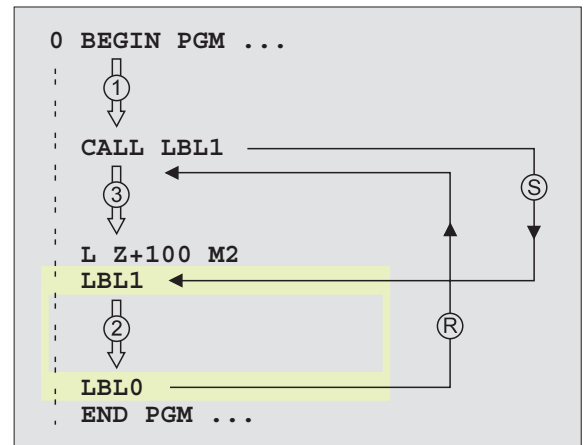 0 BEGIN PGM ...
1
CALL LBL1
S
3
L Z+100 M2
LBL1
2
R
LBL0
END PGM ...